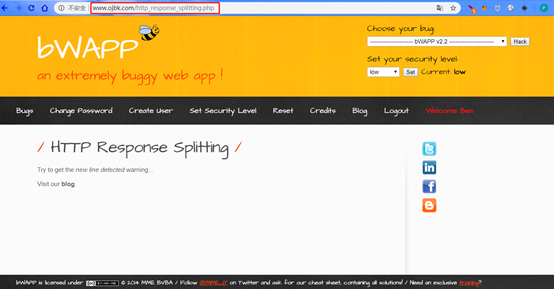 不安全 www.ojbk.com/http_response_splitting.php
bWAPP
an extremely buggy web app !
Choose your bug:
bWAPP v2.2 Hack
Set your security level:
low Set Current: low
Bugs Change Password Create User Set Security Level Reset Credits Blog Logout Welcome Bee
/ HTTP Response Splitting /
Try to get the new line detected warning...
Visit our blog.
bWAPP is licensed under © 2014 MME BVBA / Follow @MME_IT on Twitter and ask for our cheat sheet, containing all solutions! / Need an exclusive training?